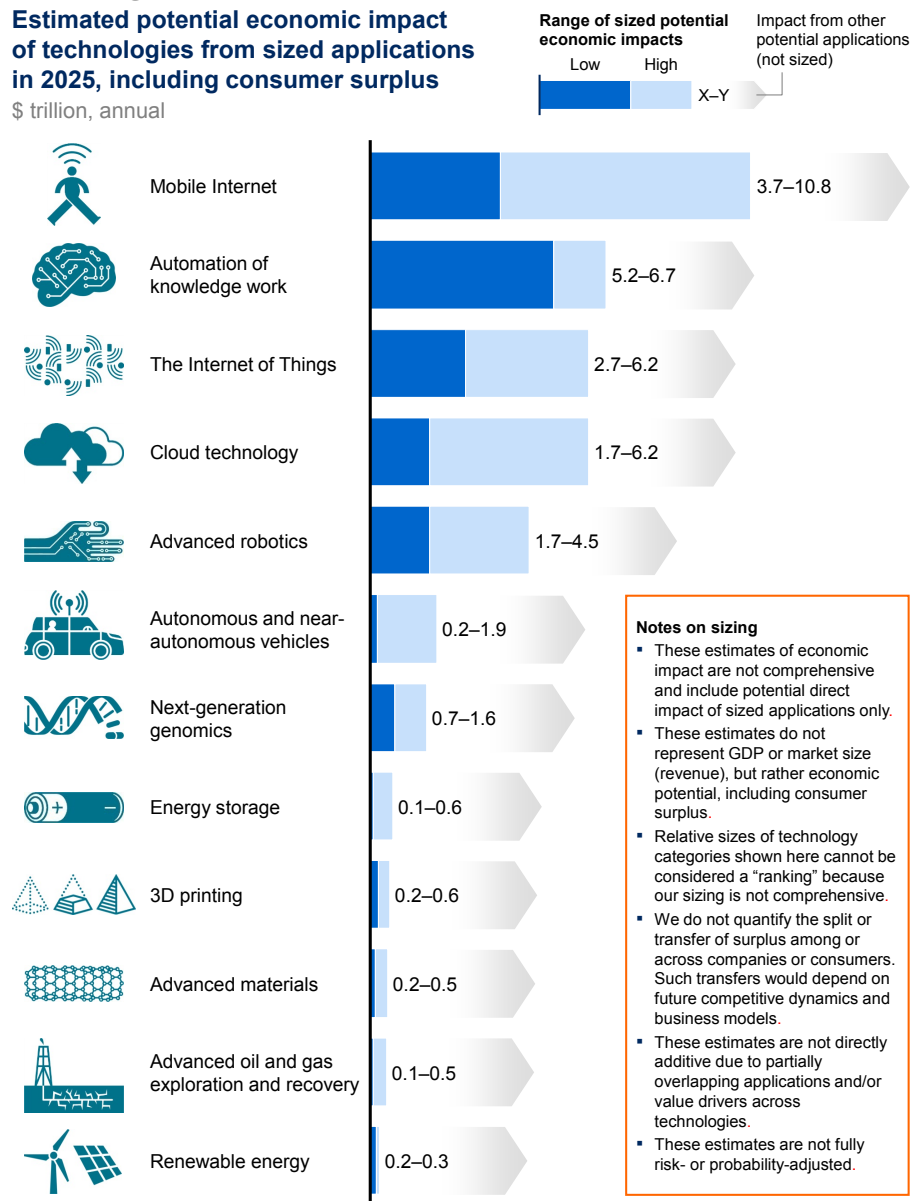 Estimated potential economic impact
of technologies from sized applications
in 2025, including consumer surplus
$ trillion, annual
Range of sized potential
economic impacts
Low
High
X–Y
Impact from other
potential applications
(not sized)
Mobile Internet
3.7–10.8
Automation of
knowledge work
5.2–6.7
The Internet of Things
2.7–6.2
Cloud technology
1.7–6.2
Advanced robotics
1.7–4.5
Autonomous and near-
autonomous vehicles
0.2–1.9
Next-generation
genomics
0.7–1.6
Energy storage
0.1–0.6
3D printing
0.2–0.6
Advanced materials
0.2–0.5
Advanced oil and gas
exploration and recovery
0.1–0.5
Renewable energy
0.2–0.3
Notes on sizing
▪ These estimates of economic
impact are not comprehensive
and include potential direct
impact of sized applications only.
▪ These estimates do not
represent GDP or market size
(revenue), but rather economic
potential, including consumer
surplus.
▪ Relative sizes of technology
categories shown here cannot be
considered a “ranking” because
our sizing is not comprehensive.
▪ We do not quantify the split or
transfer of surplus among or
across companies or consumers.
Such transfers would depend on
future competitive dynamics and
business models.
▪ These estimates are not directly
additive due to partially
overlapping applications and/or
value drivers across
technologies.
▪ These estimates are not fully
risk- or probability-adjusted.